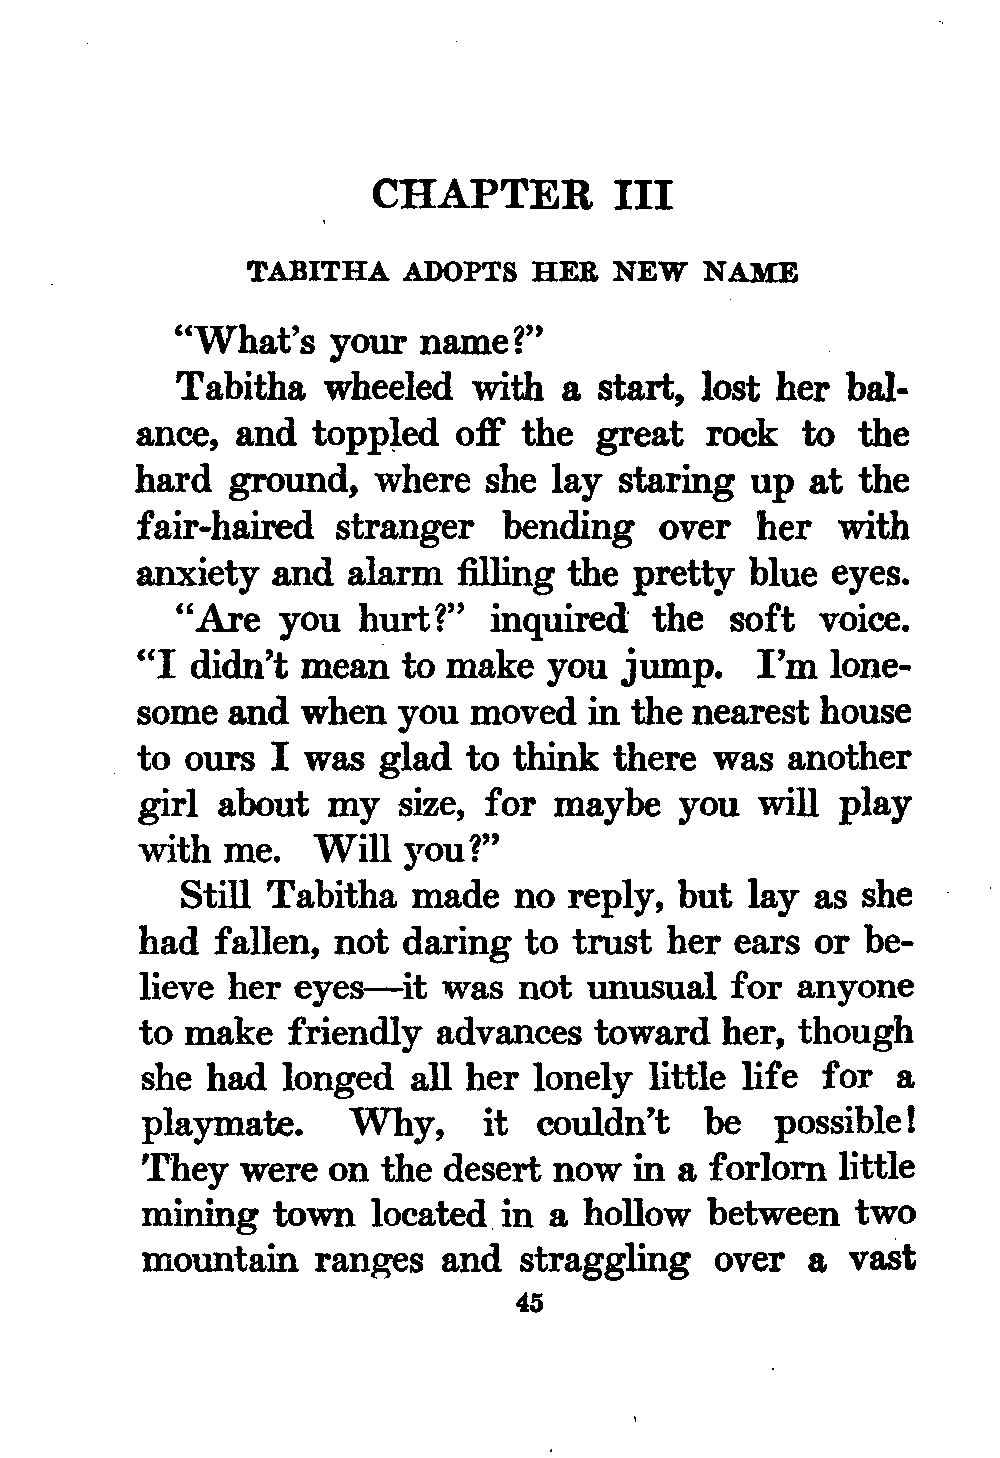 CHAPTER III
TABITHA ADOPTS HER NEW NAME
“What’s your name?”
Tabitha wheeled with a start, lost her bal-
ance, and toppled off the great rock to the
hard ground, where she lay staring up at the
fair-haired stranger bending over her with
anxiety and alarm filling the pretty blue eyes.
“Are you hurt?” inquired the soft voice.
“I didn’t mean to make you jump. I’m lone-
some and when you moved in the nearest house
to ours I was glad to think there was another
girl about my size, for maybe you will play
with me. Will you?”
Still Tabitha made no reply, but lay as she
had fallen, not daring to trust her ears or be-
lieve her eyes—it was not unusual for anyone
to make friendly advances toward her, though
she had longed all her lonely little life for a
playmate. Why, it couldn’t be possible!
They were on the desert now in a forlorn little
mining town located in a hollow between two
mountain ranges and straggling over a vast
45